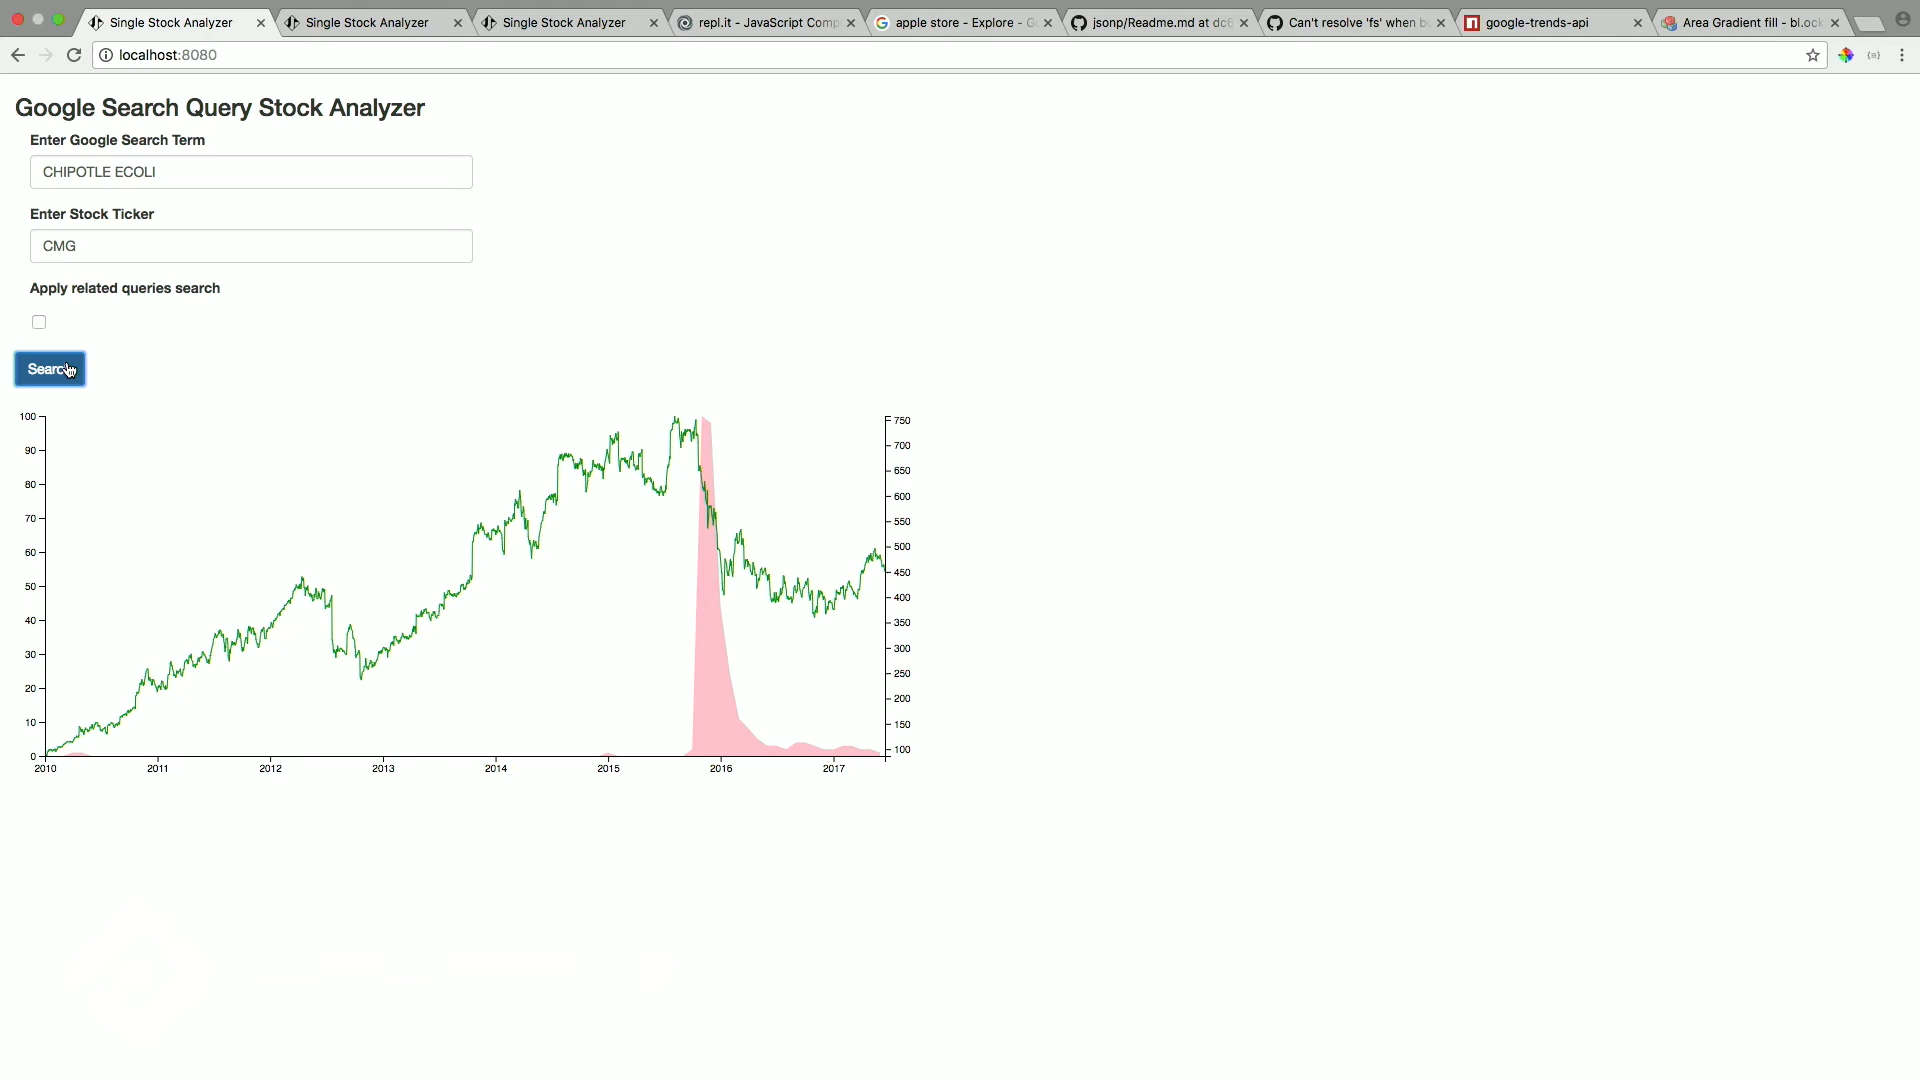 Single Stock Analyzer
Single Stock Analyzer
Single Stock Analyzer
repl.it - JavaScript Comp
apple store - Explore - G
jsonp/Readme.md at dc6
Can't resolve 'fs' when bu
google-trends-api
Area Gradient fill - bl.ock
localhost:8080
Google Search Query Stock Analyzer
Enter Google Search Term
CHIPOTLE ECOLI
Enter Stock Ticker
CMG
Apply related queries search
Search
100
90
80
70
60
50
40
30
20
10
0
750
700
650
600
550
500
450
400
350
300
250
200
150
100
2010 2011 2012 2013 2014 2015 2016 2017